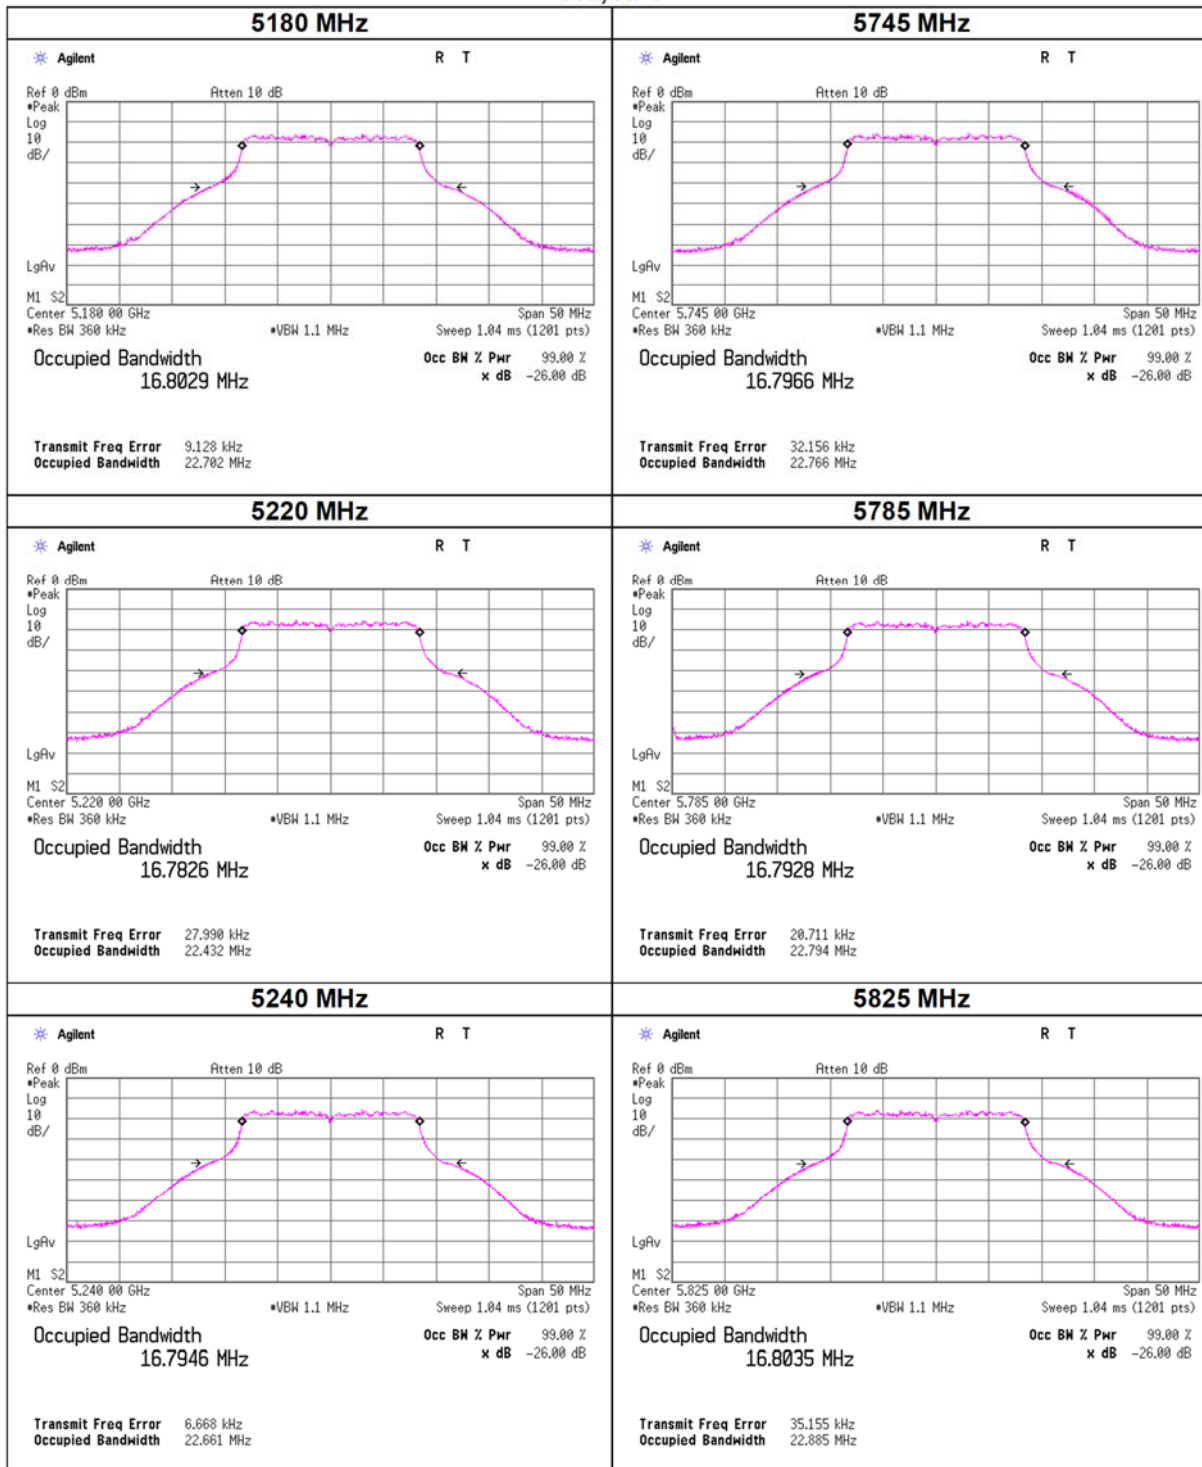 5180 MHz
Agilent R T
Ref 0 dBm Atten 10 dB
*Peak
Log
10
dB/
LgAv
M1 S2
Center 5.180 00 GHz Span 50 MHz
*Res BW 360 kHz *VBW 1.1 MHz Sweep 1.04 ms (1201 pts)
Occupied Bandwidth Occ BW % Pwr 99.00 %
16.8029 MHz x dB -26.00 dB
Transmit Freq Error 9.128 kHz
Occupied Bandwidth 22.702 MHz
5745 MHz
Agilent R T
Ref 0 dBm Atten 10 dB
*Peak
Log
10
dB/
LgAv
M1 S2
Center 5.745 00 GHz Span 50 MHz
*Res BW 360 kHz *VBW 1.1 MHz Sweep 1.04 ms (1201 pts)
Occupied Bandwidth Occ BW % Pwr 99.00 %
16.7966 MHz x dB -26.00 dB
Transmit Freq Error 32.156 kHz
Occupied Bandwidth 22.766 MHz
5220 MHz
Agilent R T
Ref 0 dBm Atten 10 dB
*Peak
Log
10
dB/
LgAv
M1 S2
Center 5.220 00 GHz Span 50 MHz
*Res BW 360 kHz *VBW 1.1 MHz Sweep 1.04 ms (1201 pts)
Occupied Bandwidth Occ BW % Pwr 99.00 %
16.7826 MHz x dB -26.00 dB
Transmit Freq Error 27.990 kHz
Occupied Bandwidth 22.432 MHz
5785 MHz
Agilent R T
Ref 0 dBm Atten 10 dB
*Peak
Log
10
dB/
LgAv
M1 S2
Center 5.785 00 GHz Span 50 MHz
*Res BW 360 kHz *VBW 1.1 MHz Sweep 1.04 ms (1201 pts)
Occupied Bandwidth Occ BW % Pwr 99.00 %
16.7928 MHz x dB -26.00 dB
Transmit Freq Error 20.711 kHz
Occupied Bandwidth 22.794 MHz
5240 MHz
Agilent R T
Ref 0 dBm Atten 10 dB
*Peak
Log
10
dB/
LgAv
M1 S2
Center 5.240 00 GHz Span 50 MHz
*Res BW 360 kHz *VBW 1.1 MHz Sweep 1.04 ms (1201 pts)
Occupied Bandwidth Occ BW % Pwr 99.00 %
16.7946 MHz x dB -26.00 dB
Transmit Freq Error 6.668 kHz
Occupied Bandwidth 22.661 MHz
5825 MHz
Agilent R T
Ref 0 dBm Atten 10 dB
*Peak
Log
10
dB/
LgAv
M1 S2
Center 5.825 00 GHz Span 50 MHz
*Res BW 360 kHz *VBW 1.1 MHz Sweep 1.04 ms (1201 pts)
Occupied Bandwidth Occ BW % Pwr 99.00 %
16.8035 MHz x dB -26.00 dB
Transmit Freq Error 35.155 kHz
Occupied Bandwidth 22.885 MHz